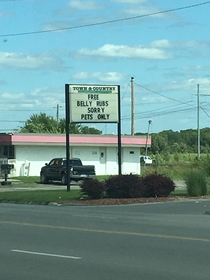 TOWN & COUNTRY
FREE
BELLY RUBS
SORRY
PETS ONLY